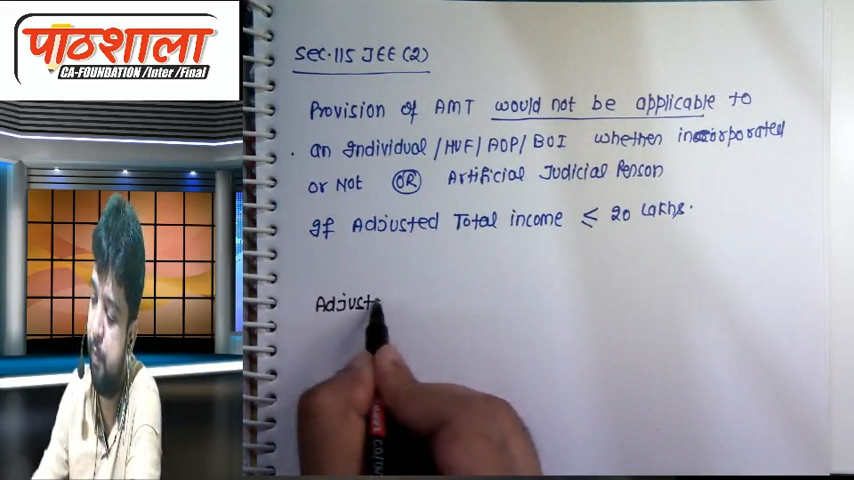 पाठशाला
CA-FOUNDATION /Inter /Final
Sec.115 JEE (2)
Provision of AMT would not be applicable to
an Individual /HUF/ AOP/ BOI whether incorporated
or Not OR Artificial Judicial Person
If Adjusted Total income ≤ 20 Lakhs.
Adjust